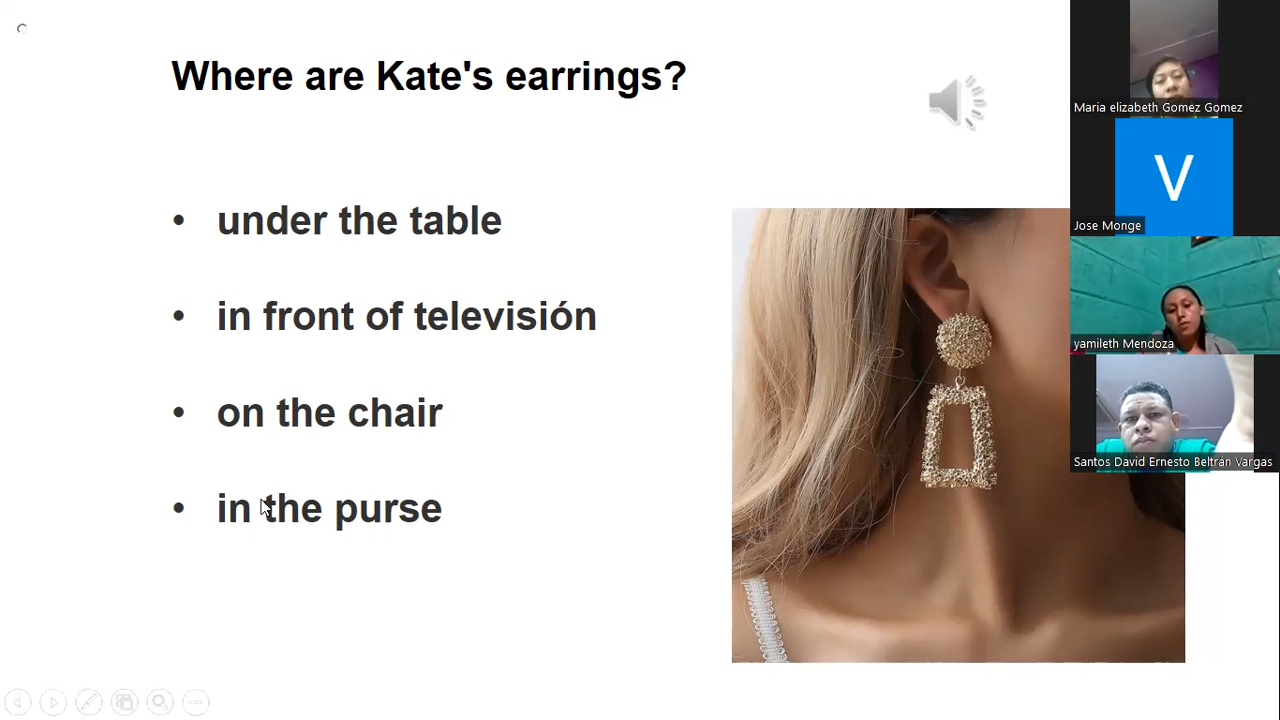 Where are Kate's earrings?
under the table
in front of televisión
on the chair
in the purse
Maria elizabeth Gomez Gomez
V
Jose Monge
yamileth Mendoza
Santos David Ernesto Beltrán Vargas